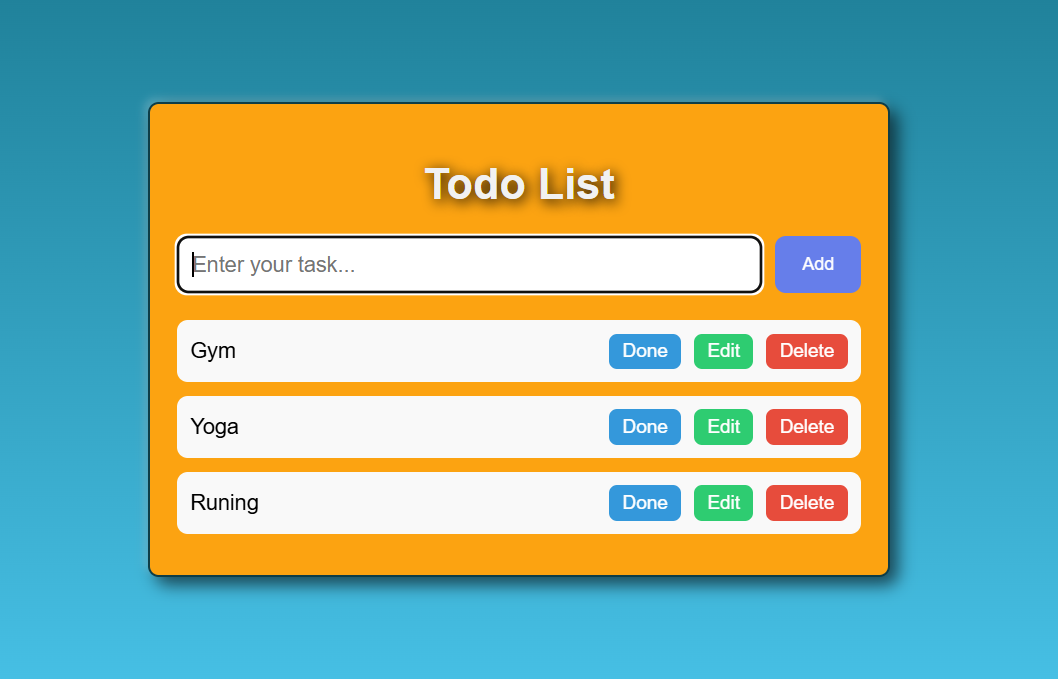 Todo List
Enter your task... Add
Gym Done Edit Delete
Yoga Done Edit Delete
Runing Done Edit Delete